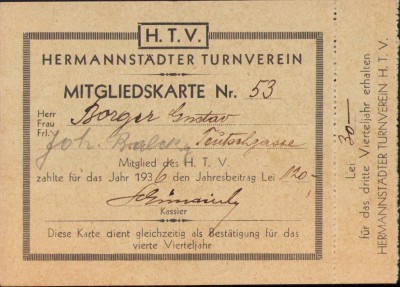 H. T. V.
HERMANNSTÄDTER TURNVEREIN
MITGLIEDSKARTE Nr. 53
Herr
Frau Borger Gustav
Frl.
Joh. Teutschgasse
Mitglied des H. T. V.
zahlte für das Jahr 1936 den Jahresbeitrag Lei 120,-
Kassier
Diese Karte dient gleichzeitig als Bestätigung für das
vierte Vierteljahr
Lei 30—
für das dritte Vierteljahr erhalten
HERMANNSTÄDTER TURNVEREIN H. T. V.